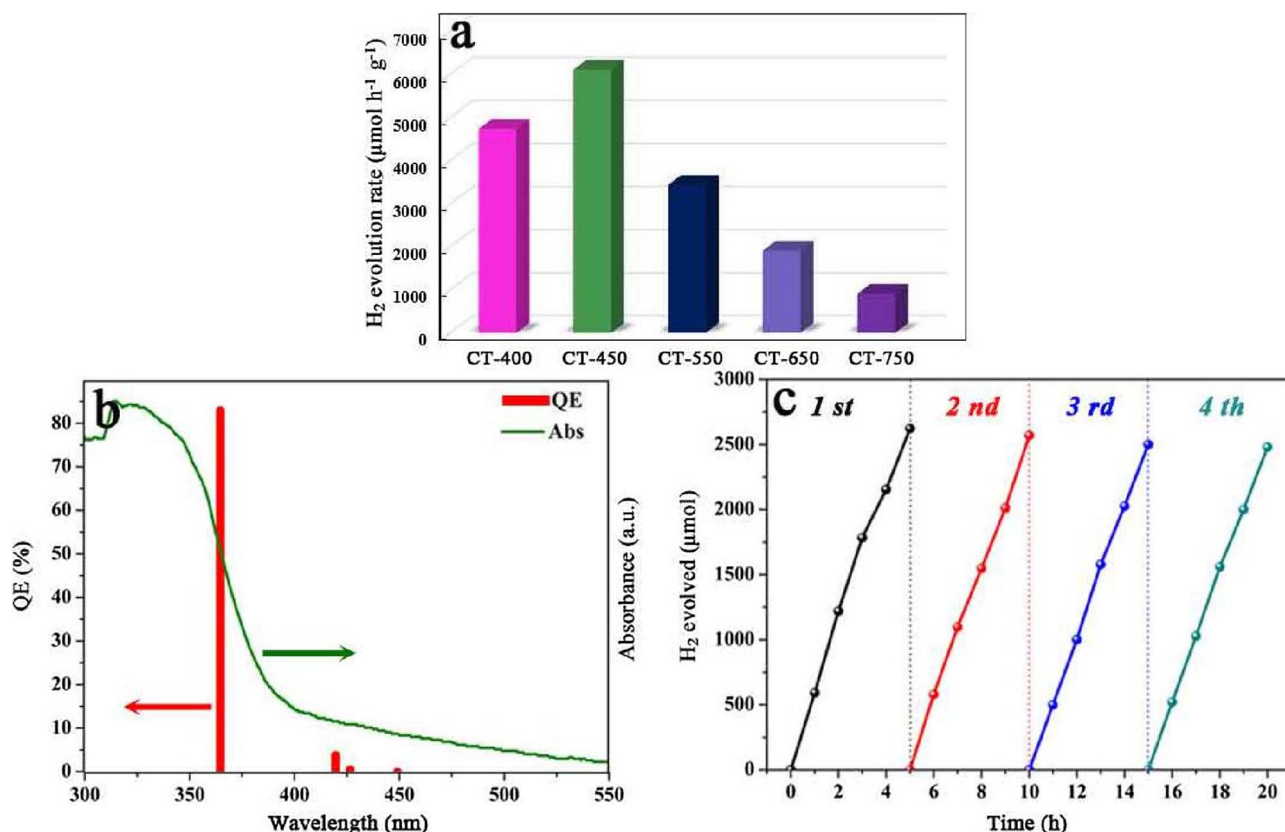 a
H₂ evolution rate (μmol h⁻¹ g⁻¹)
7000
6000
5000
4000
3000
2000
1000
0
CT-400 CT-450 CT-550 CT-650 CT-750
b
QE
Abs
QE (%)
80
70
60
50
40
30
20
10
0
300 350 400 450 500 550
Wavelength (nm)
Absorbance (a.u.)
c
1 st 2 nd 3 rd 4 th
H₂ evolved (μmol)
3000
2500
2000
1500
1000
500
0
0 2 4 6 8 10 12 14 16 18 20
Time (h)